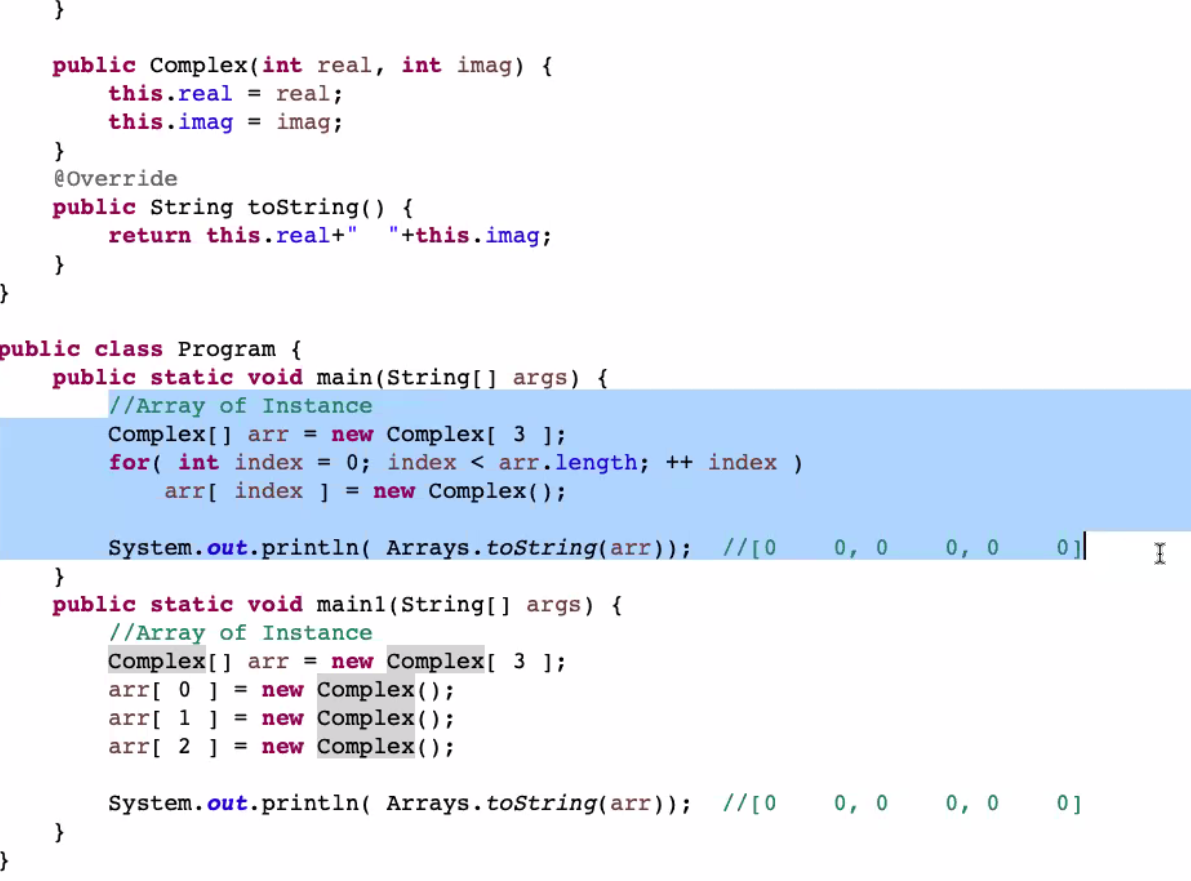 }

    public Complex(int real, int imag) {
        this.real = real;
        this.imag = imag;
    }
    @Override
    public String toString() {
        return this.real+"  "+this.imag;
    }
}

public class Program {
    public static void main(String[] args) {
        //Array of Instance
        Complex[] arr = new Complex[ 3 ];
        for( int index = 0; index < arr.length; ++ index )
            arr[ index ] = new Complex();

        System.out.println( Arrays.toString(arr));  //[0    0, 0    0, 0    0]
    }
    public static void main1(String[] args) {
        //Array of Instance
        Complex[] arr = new Complex[ 3 ];
        arr[ 0 ] = new Complex();
        arr[ 1 ] = new Complex();
        arr[ 2 ] = new Complex();

        System.out.println( Arrays.toString(arr));  //[0    0, 0    0, 0    0]
    }
}